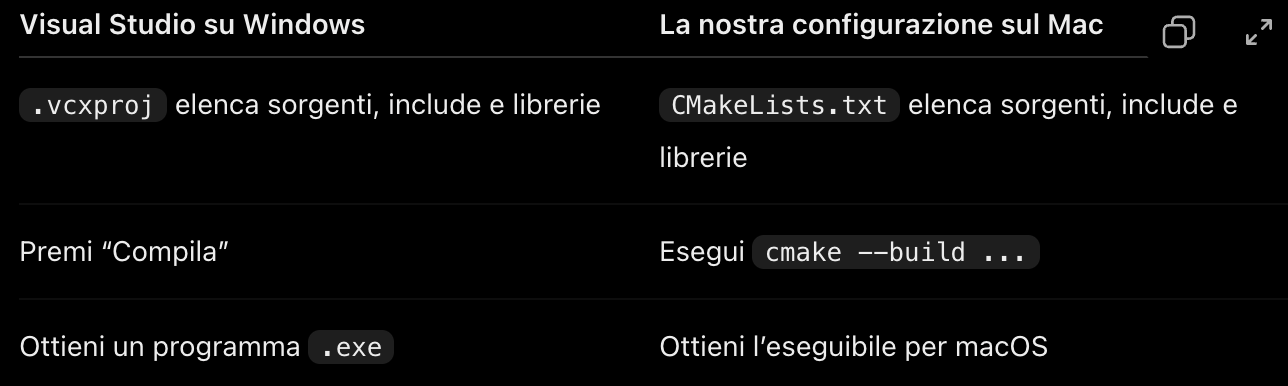 Visual Studio su Windows
La nostra configurazione sul Mac
.vcxproj elenca sorgenti, include e librerie
CMakeLists.txt elenca sorgenti, include e
librerie
Premi “Compila”
Esegui cmake --build ...
Ottieni un programma .exe
Ottieni l’eseguibile per macOS